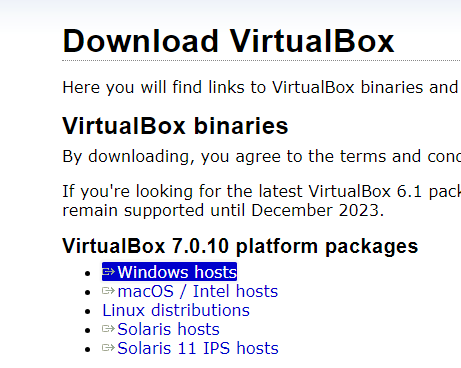 Download VirtualBox
Here you will find links to VirtualBox binaries and
VirtualBox binaries
By downloading, you agree to the terms and
If you're looking for the latest VirtualBox 6.1
remain supported until December 2023.
VirtualBox 7.0.10 platform packages
Windows hosts
macOS / Intel hosts
Linux distributions
Solaris hosts
Solaris 11 IPS hosts